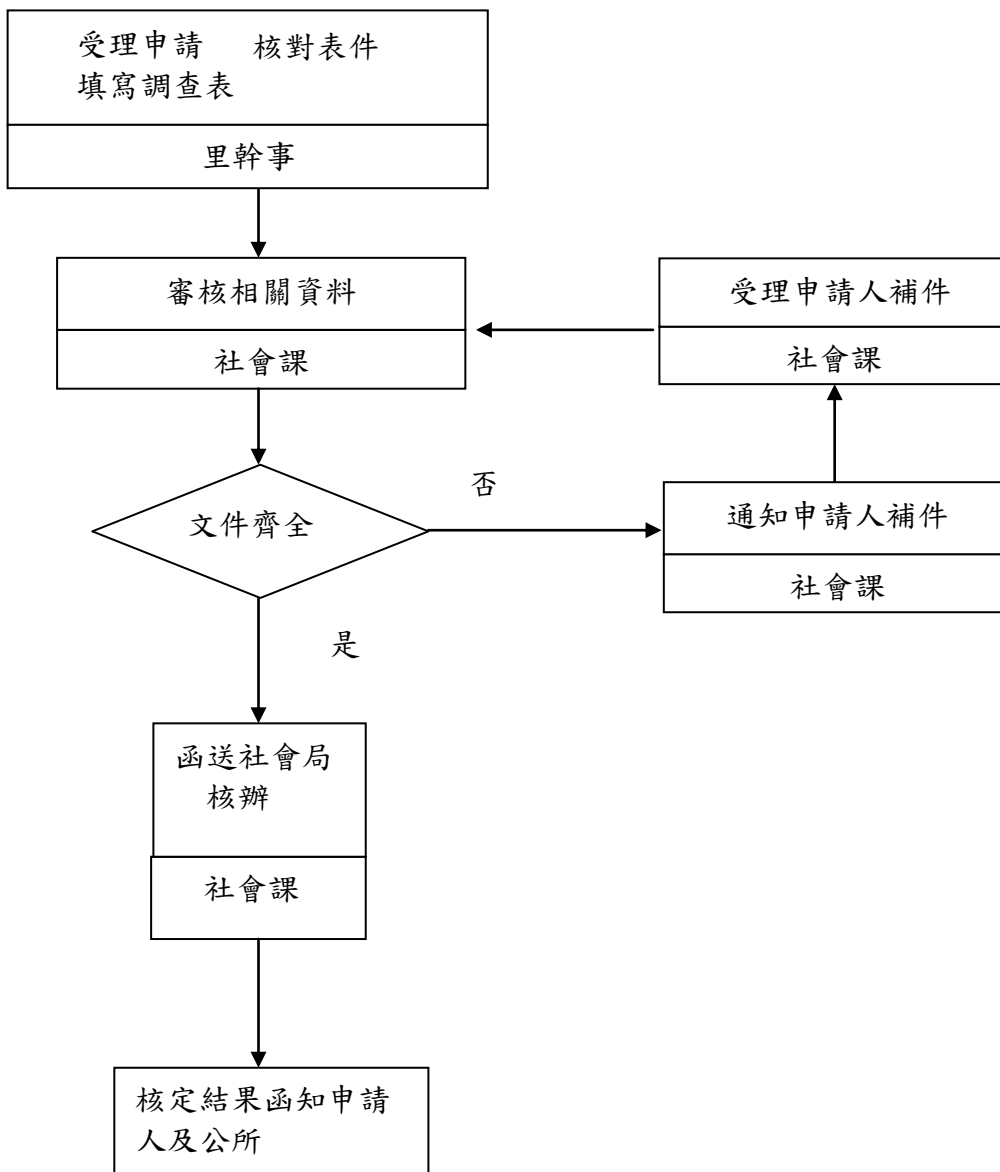 受理申請 核對表件
填寫調查表
里幹事
審核相關資料
社會課
受理申請人補件
社會課
文件齊全
否
通知申請人補件
社會課
是
函送社會局
核辦
社會課
核定結果函知申請
人及公所